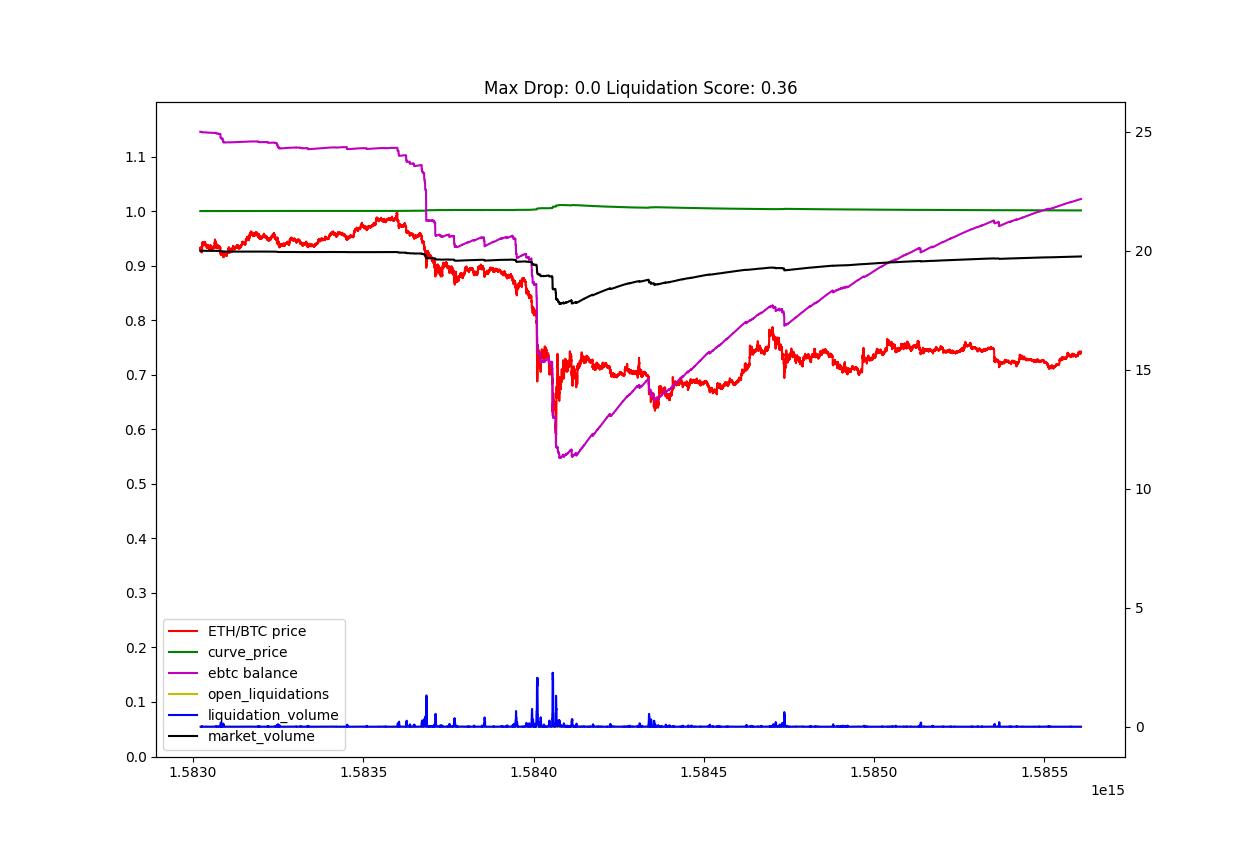 Max Drop: 0.0 Liquidation Score: 0.36
1.1
1.0
0.9
0.8
0.7
0.6
0.5
0.4
0.3
0.2
0.1
0.0
25
20
15
10
5
0
ETH/BTC price
curve_price
ebtc balance
open_liquidations
liquidation_volume
market_volume
1.5830 1.5835 1.5840 1.5845 1.5850 1.5855
1e15